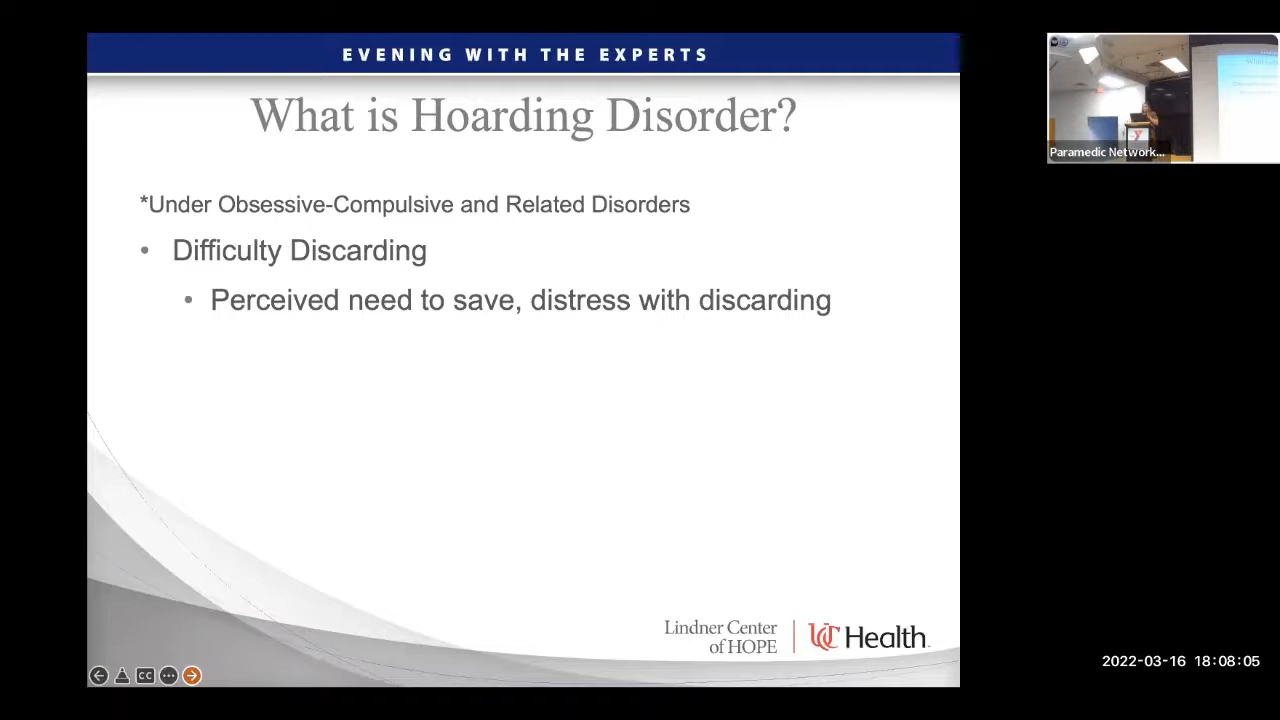 EVENING WITH THE EXPERTS
What is Hoarding Disorder?
*Under Obsessive-Compulsive and Related Disorders
• Difficulty Discarding
• Perceived need to save, distress with discarding
Lindner Center
of HOPE
UC Health
CC
Paramedic Network...
2022-03-16 18:08:05